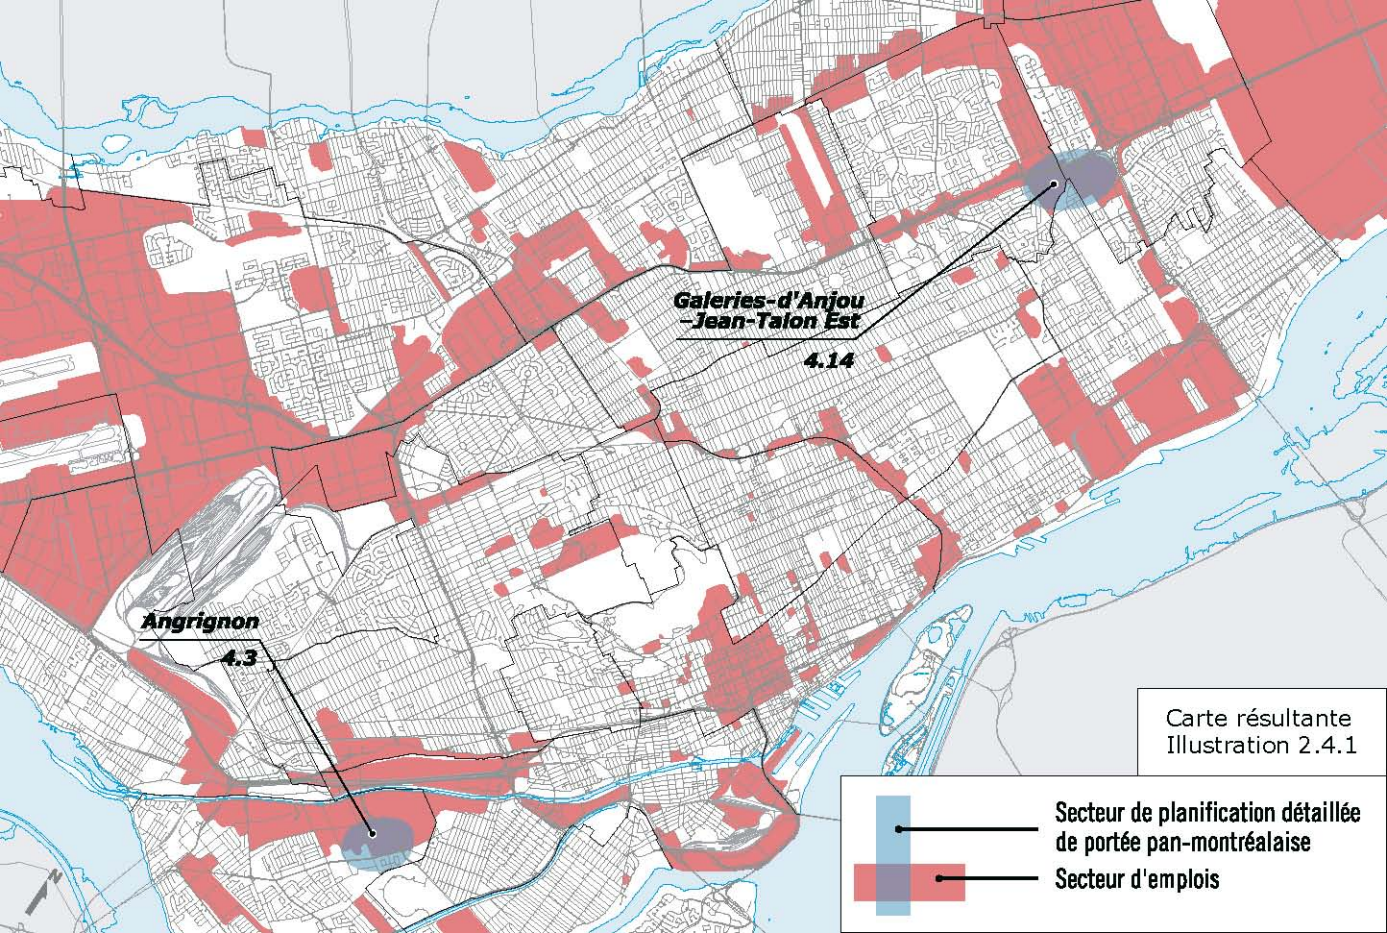 Galeries-d'Anjou
–Jean-Talon Est
4.14
Angrignon
4.3
Carte résultante
Illustration 2.4.1
Secteur de planification détaillée
de portée pan-montréalaise
Secteur d'emplois
N